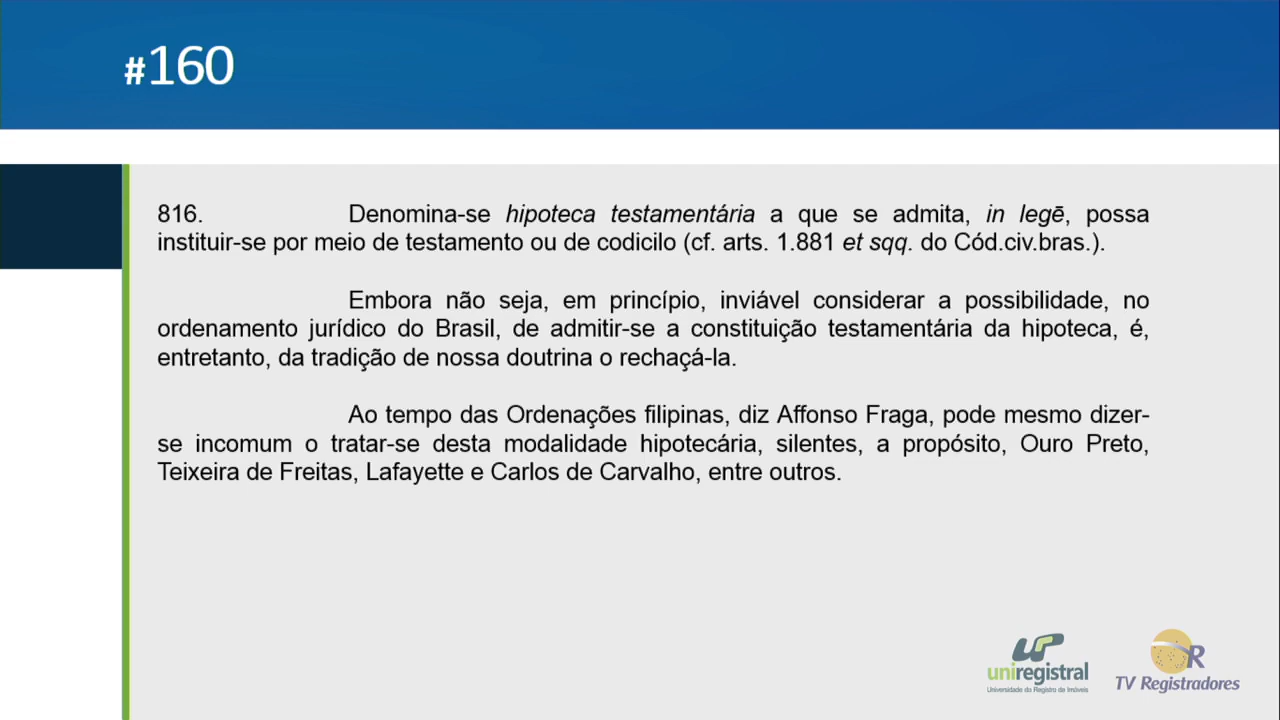 #160
816. Denomina-se hipoteca testamentária a que se admita, in legē, possa
instituir-se por meio de testamento ou de codicilo (cf. arts. 1.881 et sqq. do Cód.civ.bras.).
Embora não seja, em princípio, inviável considerar a possibilidade, no
ordenamento jurídico do Brasil, de admitir-se a constituição testamentária da hipoteca, é,
entretanto, da tradição de nossa doutrina o rechaçá-la.
Ao tempo das Ordenações filipinas, diz Affonso Fraga, pode mesmo dizer-
se incomum o tratar-se desta modalidade hipotecária, silentes, a propósito, Ouro Preto,
Teixeira de Freitas, Lafayette e Carlos de Carvalho, entre outros.
uniregistral
Universidade do Registro de Imóveis
R
TV Registradores